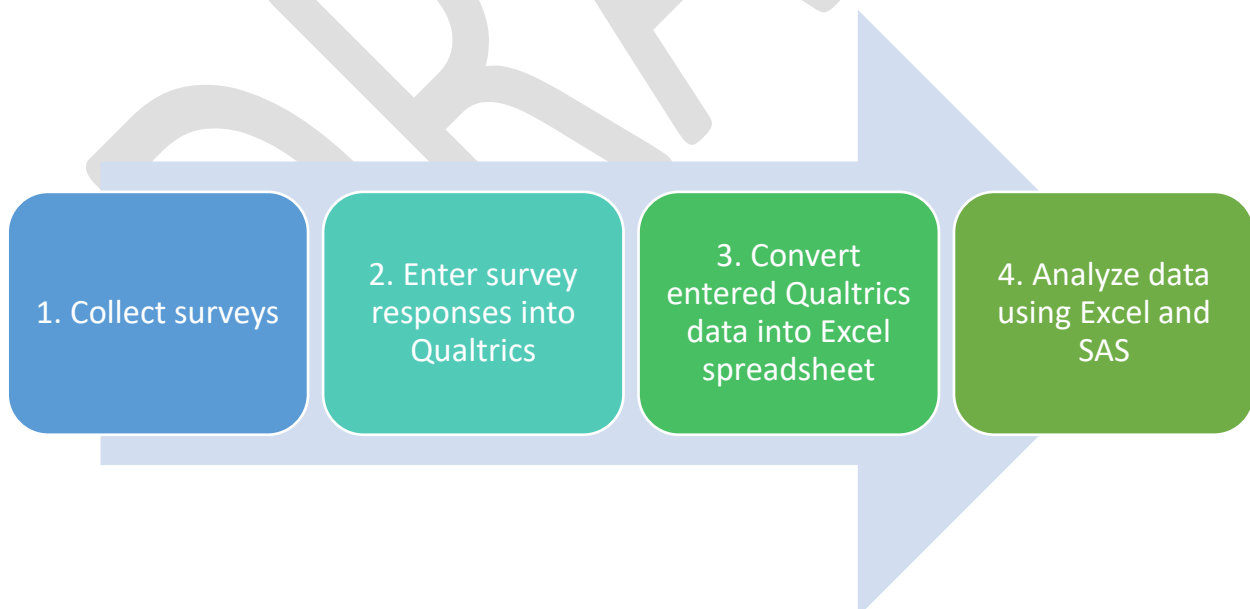 1. Collect surveys
2. Enter survey
responses into
Qualtrics
3. Convert
entered Qualtrics
data into Excel
spreadsheet
4. Analyze data
using Excel and
SAS